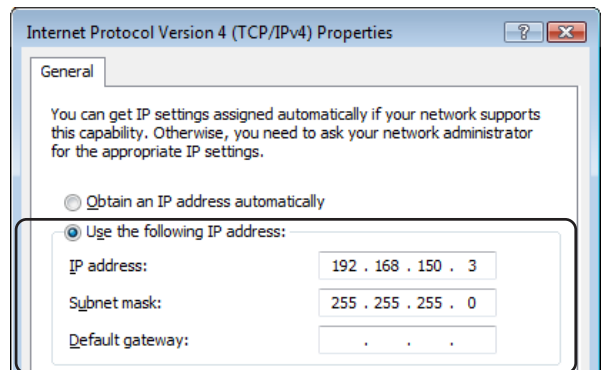 Internet Protocol Version 4 (TCP/IPv4) Properties
General
You can get IP settings assigned automatically if your network supports
this capability. Otherwise, you need to ask your network administrator
for the appropriate IP settings.
Obtain an IP address automatically
Use the following IP address:
IP address: 192 . 168 . 150 . 3
Subnet mask: 255 . 255 . 255 . 0
Default gateway: . . .